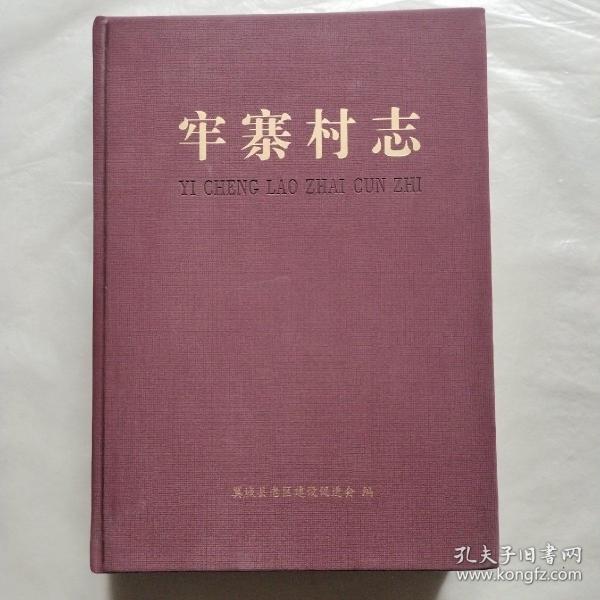 牢寨村志
YI CHENG LAO ZHAI CUN ZHI
翼城县老区建设促进会 编
孔夫子旧书网
www.kongfz.com